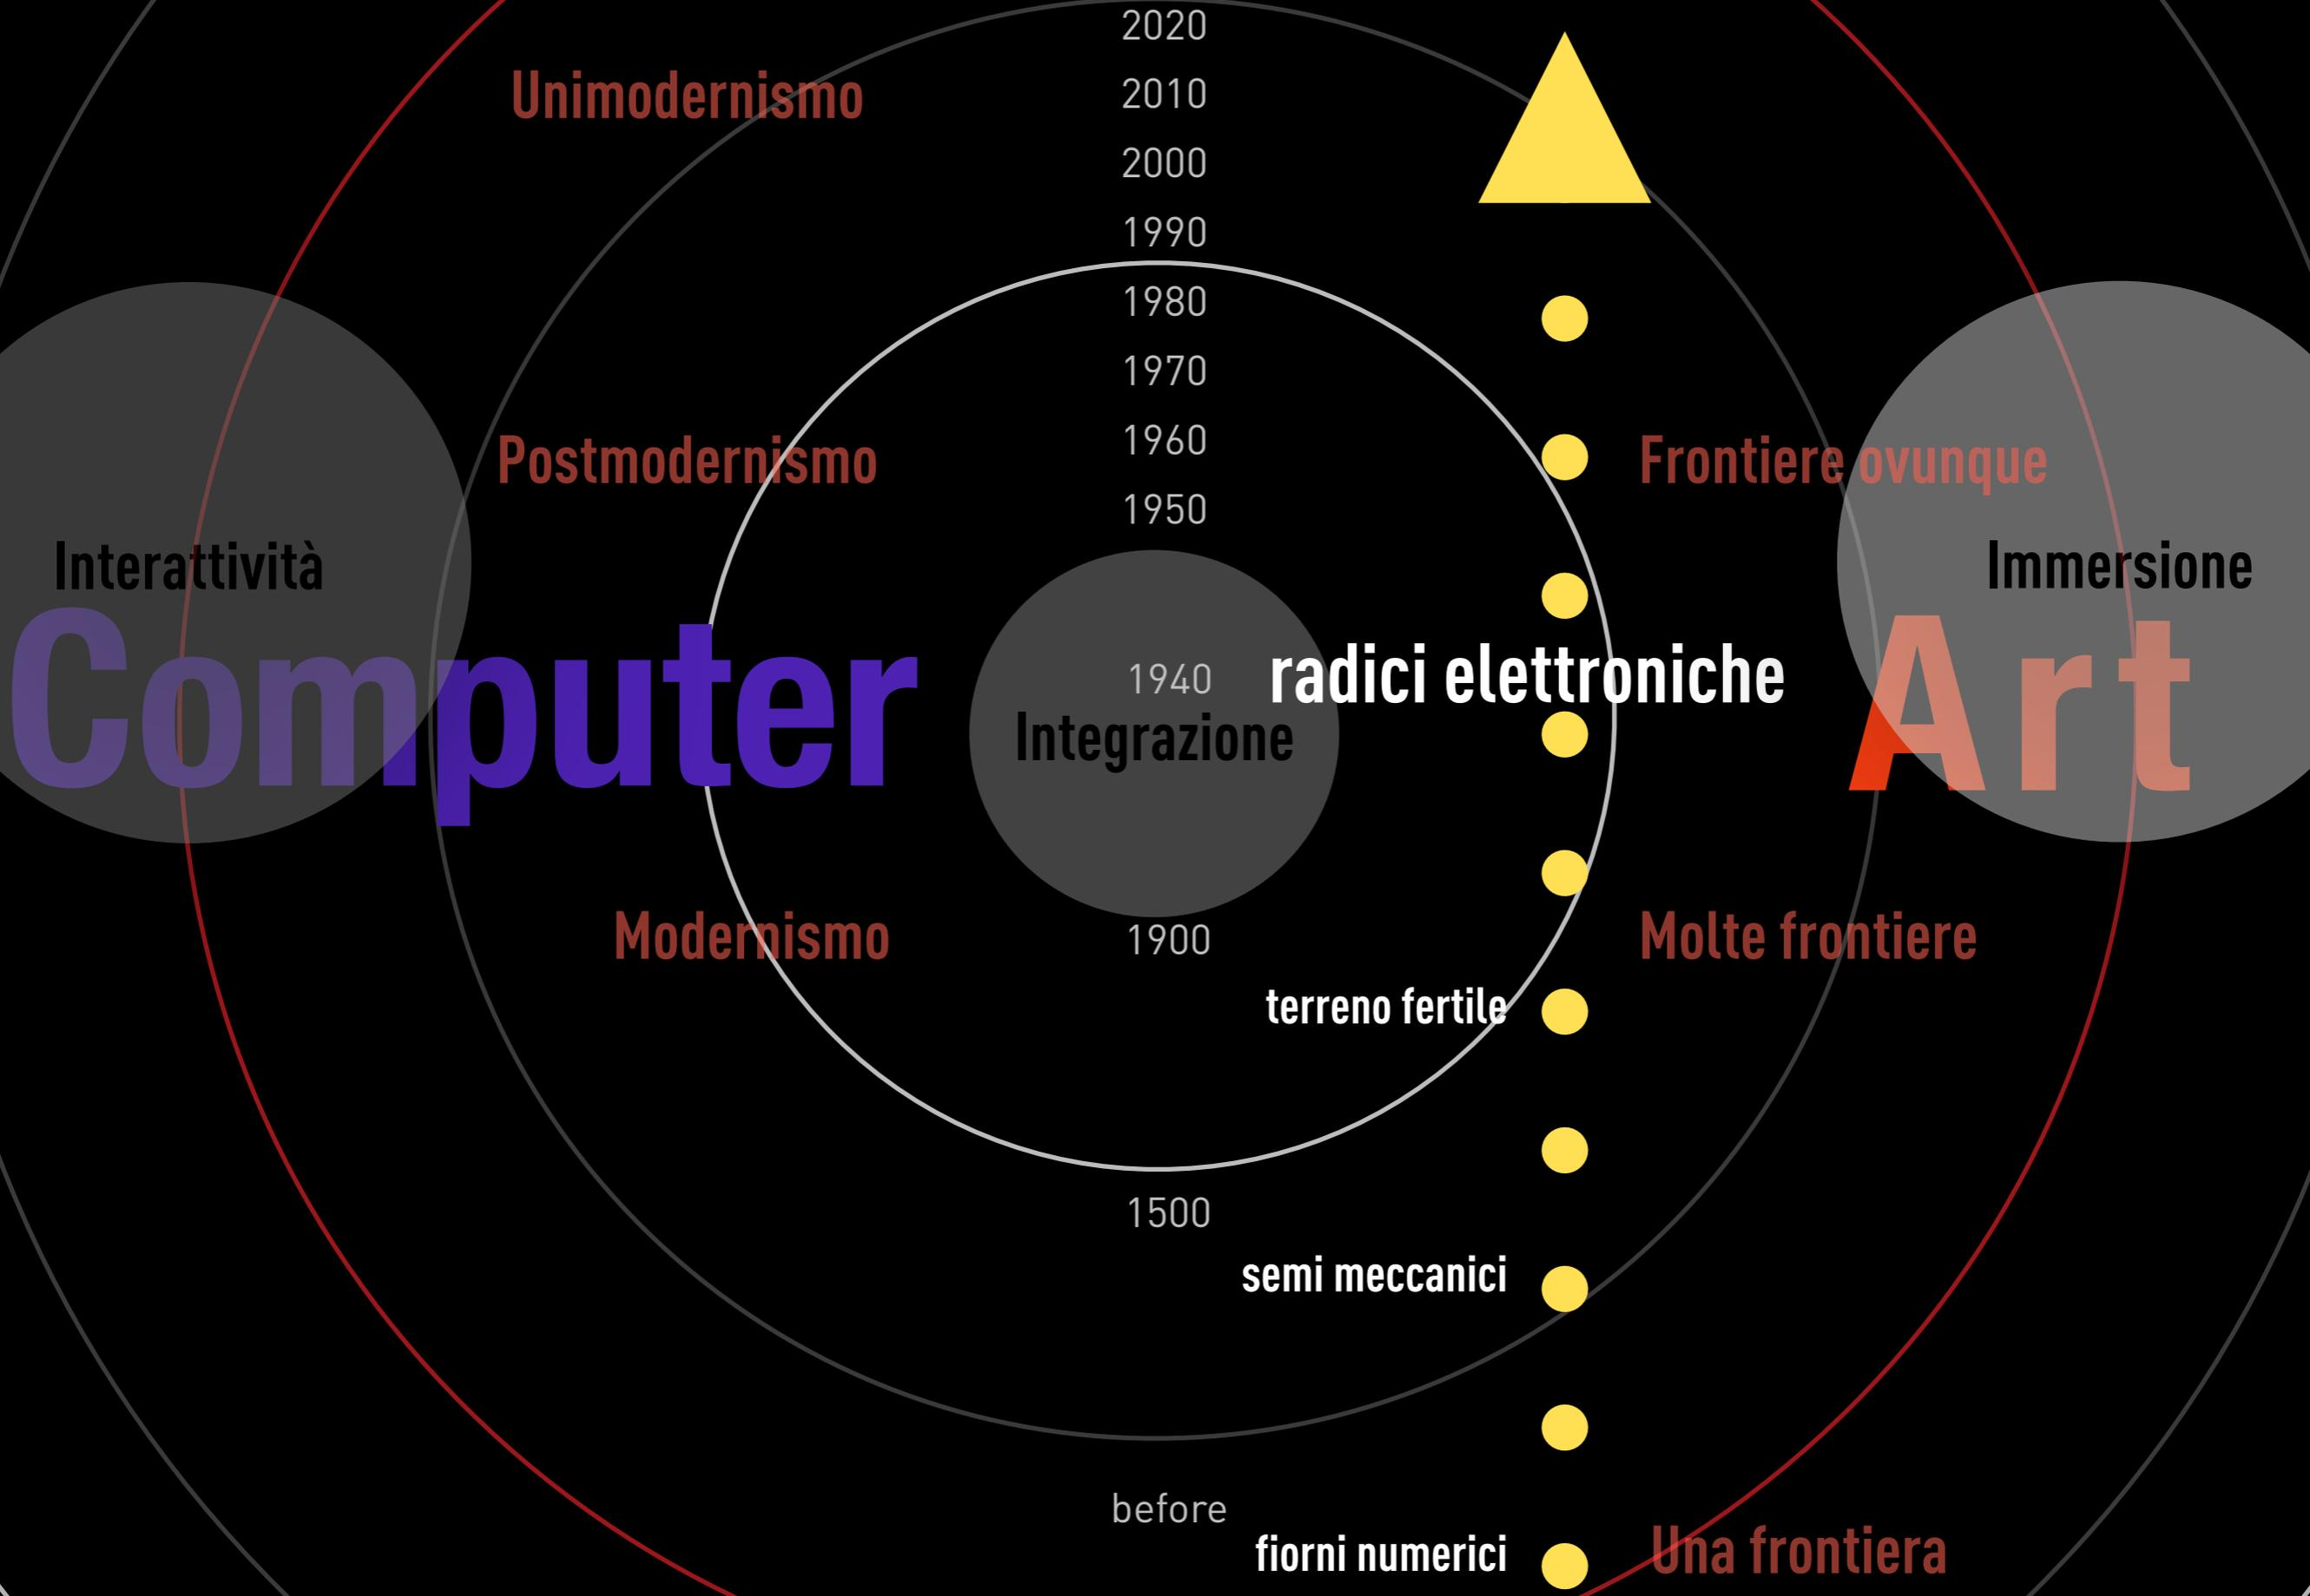 2020
Unimodernismo
2010
2000
1990
1980
1970
Postmodernismo
1960
Frontiere ovunque
1950
Interattività
Immersione
Computer
1940
radici elettroniche
Art
Integrazione
Modernismo
1900
Molte frontiere
terreno fertile
1500
semi meccanici
before
fiorni numerici
Una frontiera